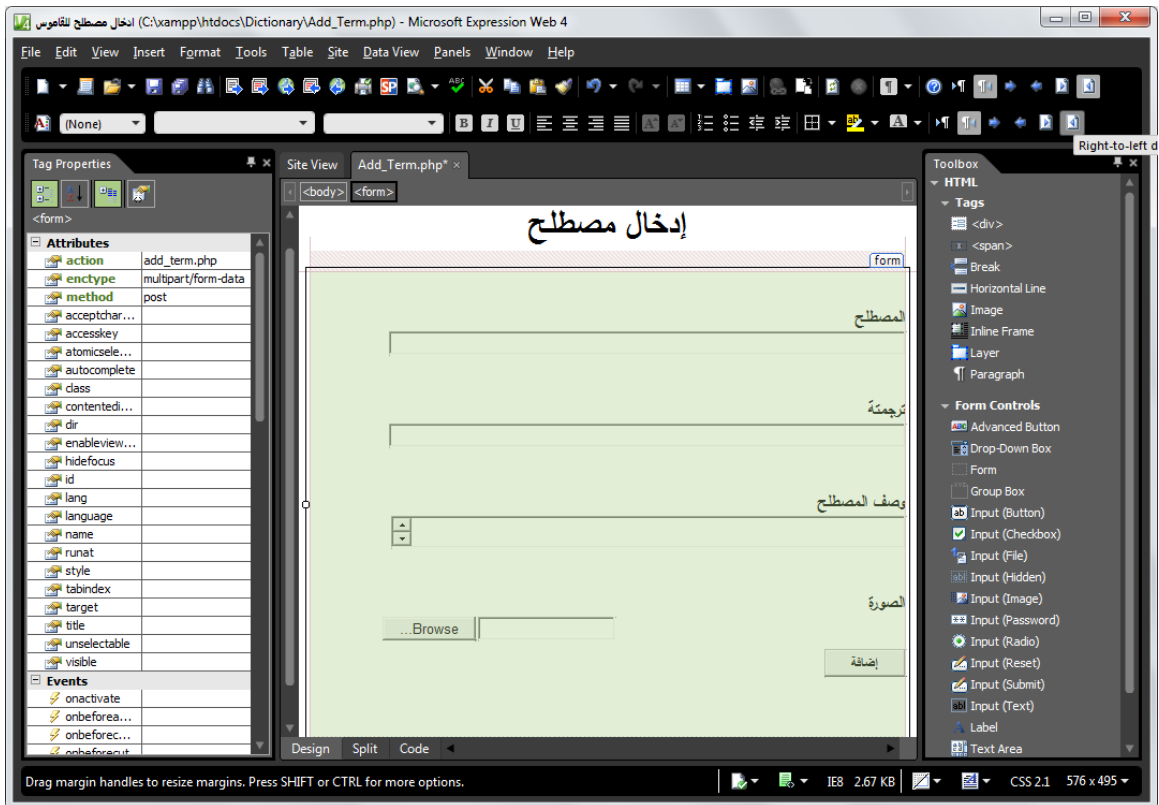 ادخال مصطلح للقاموس (C:\xampp\htdocs\Dictionary\Add_Term.php) - Microsoft Expression Web 4
File Edit View Insert Format Tools Table Site Data View Panels Window Help
(None)
Right-to-left d
Tag Properties
<form>
Attributes
action add_term.php
enctype multipart/form-data
method post
acceptchar...
accesskey
atomicsele...
autocomplete
class
contentedi...
dir
enableview...
hidefocus
id
lang
language
name
runat
style
tabindex
target
title
unselectable
visible
Events
onactivate
onbeforea...
onbeforec...
onbeforecut
Site View Add_Term.php*
<body> <form>
إدخال مصطلح
form
المصطلح
ترجمتة
وصف المصطلح
الصورة
...Browse
إضافة
Design Split Code
Toolbox
HTML
Tags
<div>
<span>
Break
Horizontal Line
Image
Inline Frame
Layer
Paragraph
Form Controls
Advanced Button
Drop-Down Box
Form
Group Box
Input (Button)
Input (Checkbox)
Input (File)
Input (Hidden)
Input (Image)
Input (Password)
Input (Radio)
Input (Reset)
Input (Submit)
Input (Text)
Label
Text Area
Drag margin handles to resize margins. Press SHIFT or CTRL for more options.
IE8 2.67 KB CSS 2.1 576 x 495